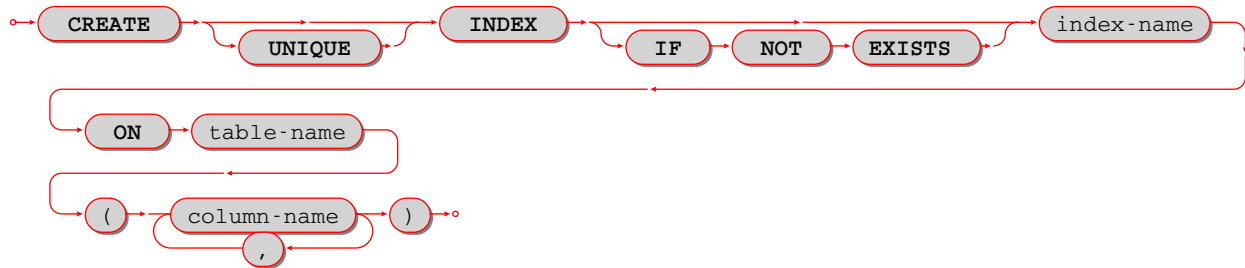 CREATE UNIQUE INDEX IF NOT EXISTS index-name
ON table-name
( column-name , )